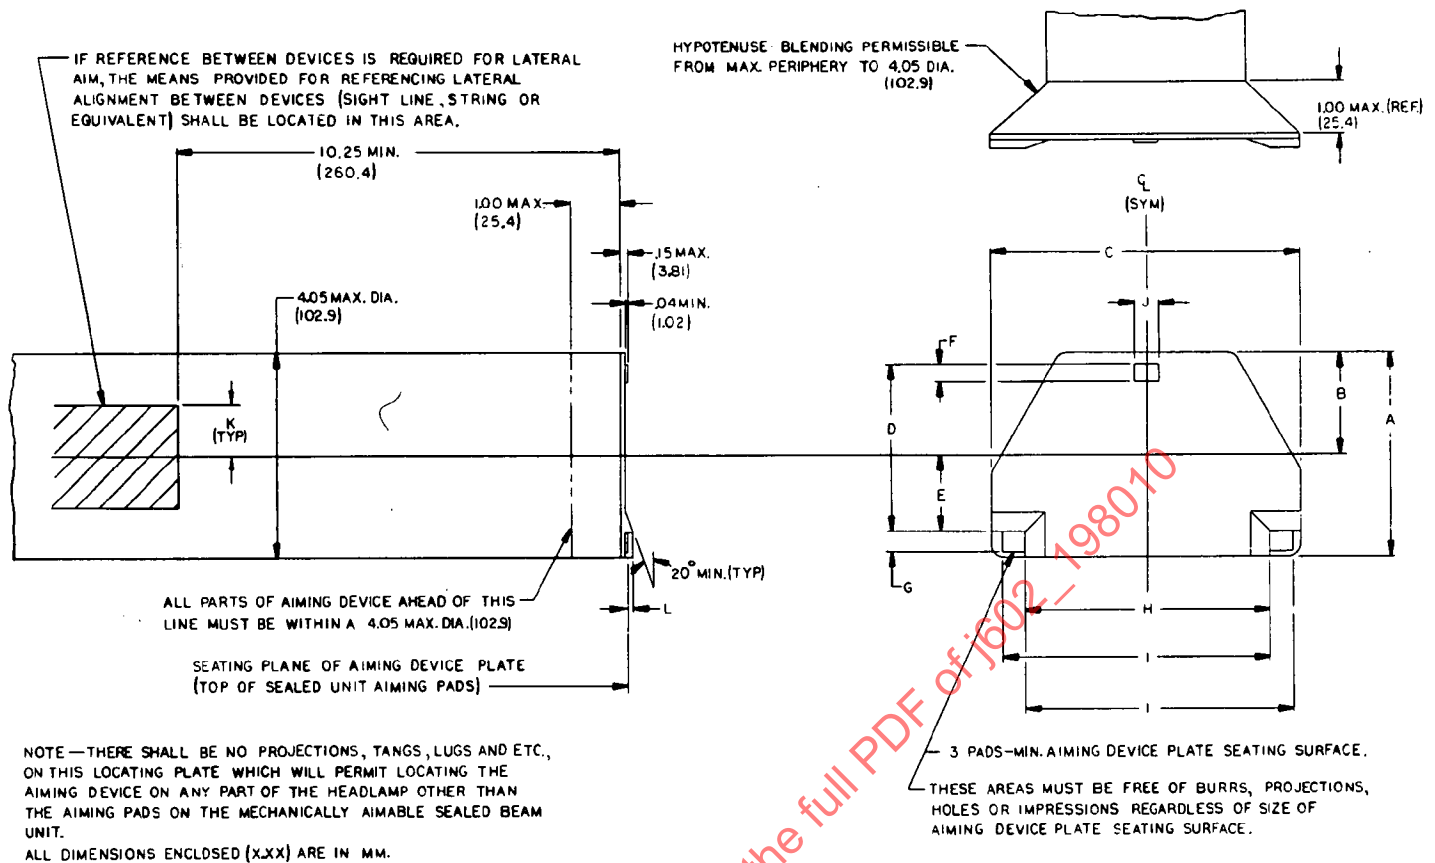 IF REFERENCE BETWEEN DEVICES IS REQUIRED FOR LATERAL
AIM, THE MEANS PROVIDED FOR REFERENCING LATERAL
ALIGNMENT BETWEEN DEVICES (SIGHT LINE, STRING OR
EQUIVALENT) SHALL BE LOCATED IN THIS AREA.
10.25 MIN.
(260.4)
1.00 MAX.
(25.4)
.15 MAX.
(3.81)
.04 MIN.
(1.02)
4.05 MAX. DIA.
(102.9)
K
(TYP)
20° MIN. (TYP)
L
ALL PARTS OF AIMING DEVICE AHEAD OF THIS
LINE MUST BE WITHIN A 4.05 MAX. DIA. (102.9)
SEATING PLANE OF AIMING DEVICE PLATE
(TOP OF SEALED UNIT AIMING PADS)
NOTE—THERE SHALL BE NO PROJECTIONS, TANGS, LUGS AND ETC.,
ON THIS LOCATING PLATE WHICH WILL PERMIT LOCATING THE
AIMING DEVICE ON ANY PART OF THE HEADLAMP OTHER THAN
THE AIMING PADS ON THE MECHANICALLY AIMABLE SEALED BEAM
UNIT.
ALL DIMENSIONS ENCLOSED (X.XX) ARE IN MM.
HYPOTENUSE BLENDING PERMISSIBLE
FROM MAX. PERIPHERY TO 4.05 DIA.
(102.9)
1.00 MAX. (REF.)
(25.4)
℄
(SYM)
C
J
F
B
A
D
E
G
H
I
I
3 PADS-MIN. AIMING DEVICE PLATE SEATING SURFACE.
THESE AREAS MUST BE FREE OF BURRS, PROJECTIONS,
HOLES OR IMPRESSIONS REGARDLESS OF SIZE OF
AIMING DEVICE PLATE SEATING SURFACE.
the full PDF of j602_198010